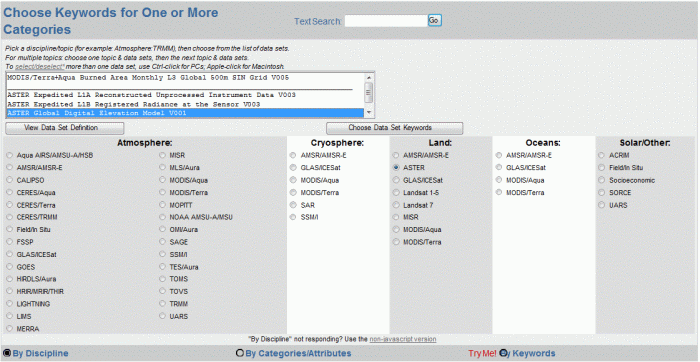 Choose Keywords for One or More
Categories
Text Search:
Go
Pick a discipline/topic (for example: Atmosphere:TRMM), then choose from the list of data sets.
For multiple topics: choose one topic & data sets, then the next topic & data sets.
To select/deselect* more than one data set, use Ctrl-click for PCs; Apple-click for Macintosh.
MODIS/Terra+Aqua Burned Area Monthly L3 Global 500m SIN Grid V005
ASTER Expedited L1A Reconstructed Unprocessed Instrument Data V003
ASTER Expedited L1B Registered Radiance at the Sensor V003
ASTER Global Digital Elevation Model V001
View Data Set Definition
Choose Data Set Keywords
Atmosphere:
Aqua AIRS/AMSU-A/HSB
AMSR/AMSR-E
CALIPSO
CERES/Aqua
CERES/Terra
CERES/TRMM
Field/In Situ
FSSP
GLAS/ICESat
GOES
HIRDLS/Aura
HRIR/MRIR/THIR
LIGHTNING
LIMS
MERRA
MISR
MLS/Aura
MODIS/Aqua
MODIS/Terra
MOPITT
NOAA AMSU-A/MSU
OMI/Aura
SAGE
SSM/I
TES/Aura
TOMS
TOVS
TRMM
UARS
Cryosphere:
AMSR/AMSR-E
GLAS/ICESat
MODIS/Aqua
MODIS/Terra
SAR
SSM/I
Land:
AMSR/AMSR-E
ASTER
GLAS/ICESat
Landsat 1-5
Landsat 7
MISR
MODIS/Aqua
MODIS/Terra
Oceans:
AMSR/AMSR-E
GLAS/ICESat
MODIS/Aqua
MODIS/Terra
Solar/Other:
ACRIM
Field/In Situ
Socioeconomic
SORCE
UARS
"By Discipline" not responding? Use the non-javascript version
By Discipline
By Categories/Attributes
Try Me! By Keywords